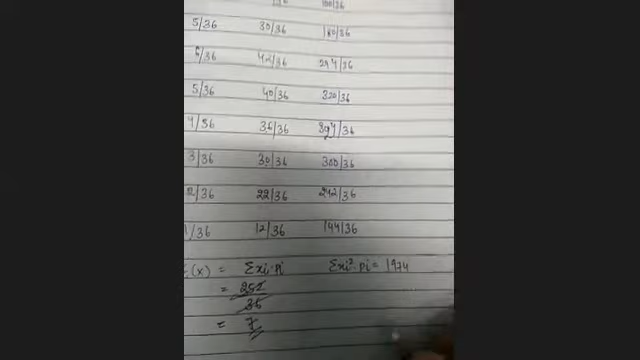 100/36
5/36 30/36 180/36
6/36 42/36 294/36
5/36 40/36 320/36
4/36 36/36 324/36
3/36 30/36 300/36
2/36 22/36 242/36
1/36 12/36 144/36
E(x) = Σxi·pi Σxi²·pi = 1974
= 252/36
= 7